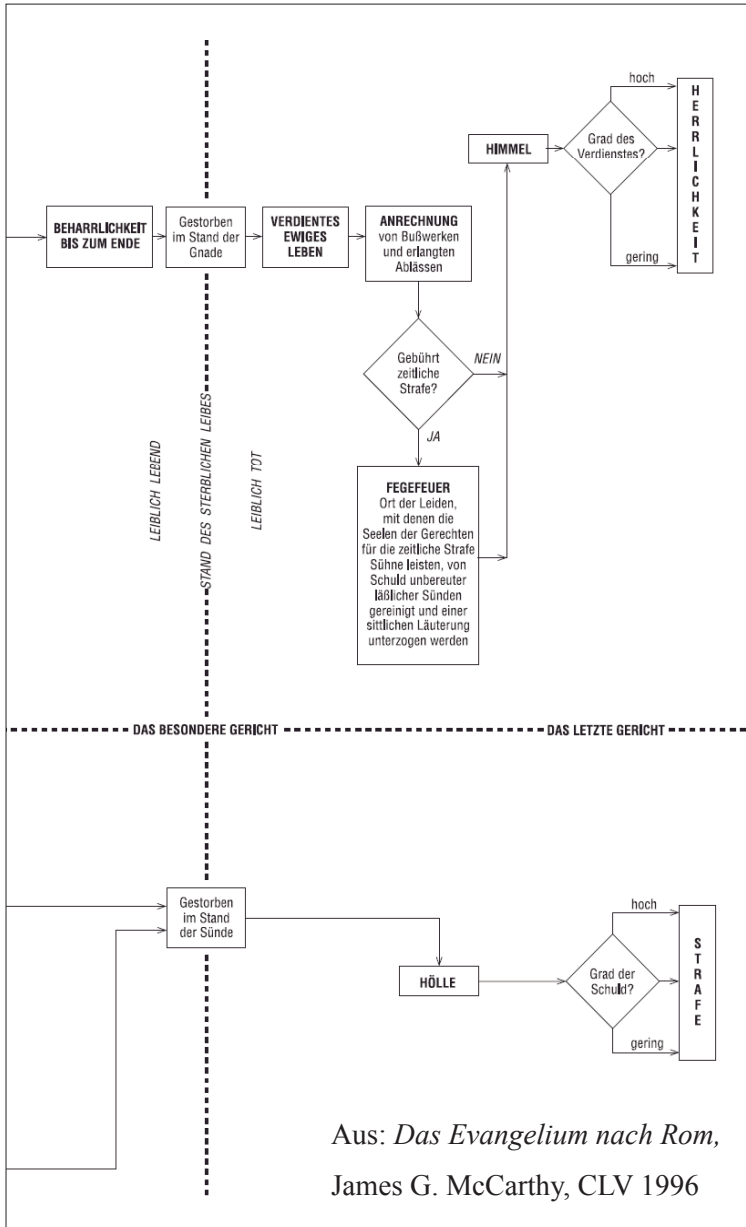 hoch
HIMMEL
Grad des
Verdienstes?
HERRLICHKEIT
gering
BEHARRLICHKEIT
BIS ZUM ENDE
Gestorben
im Stand der
Gnade
VERDIENTES
EWIGES
LEBEN
ANRECHNUNG
von Bußwerken
und erlangten
Ablässen
Gebührt
zeitliche
Strafe?
NEIN
JA
LEIBLICH LEBEND
STAND DES STERBLICHEN LEIBES
LEIBLICH TOT
FEGEFEUER
Ort der Leiden,
mit denen die
Seelen der Gerechten
für die zeitliche Strafe
Sühne leisten, von
Schuld unbereuter
läßlicher Sünden
gereinigt und einer
sittlichen Läuterung
unterzogen werden
DAS BESONDERE GERICHT
DAS LETZTE GERICHT
Gestorben
im Stand
der Sünde
HÖLLE
hoch
Grad der
Schuld?
gering
STRAFE
Aus: Das Evangelium nach Rom,
James G. McCarthy, CLV 1996